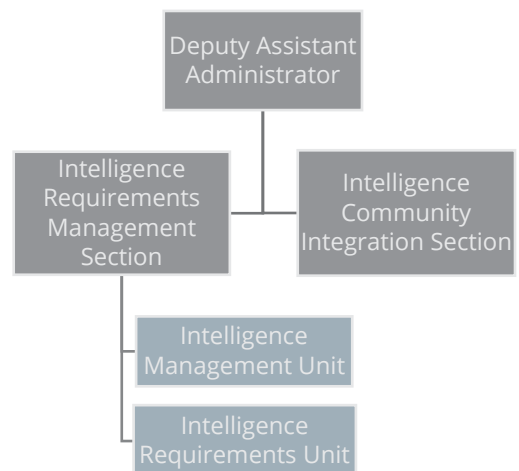 Deputy Assistant
Administrator
Intelligence
Requirements
Management
Section
Intelligence
Community
Integration Section
Intelligence
Management Unit
Intelligence
Requirements Unit